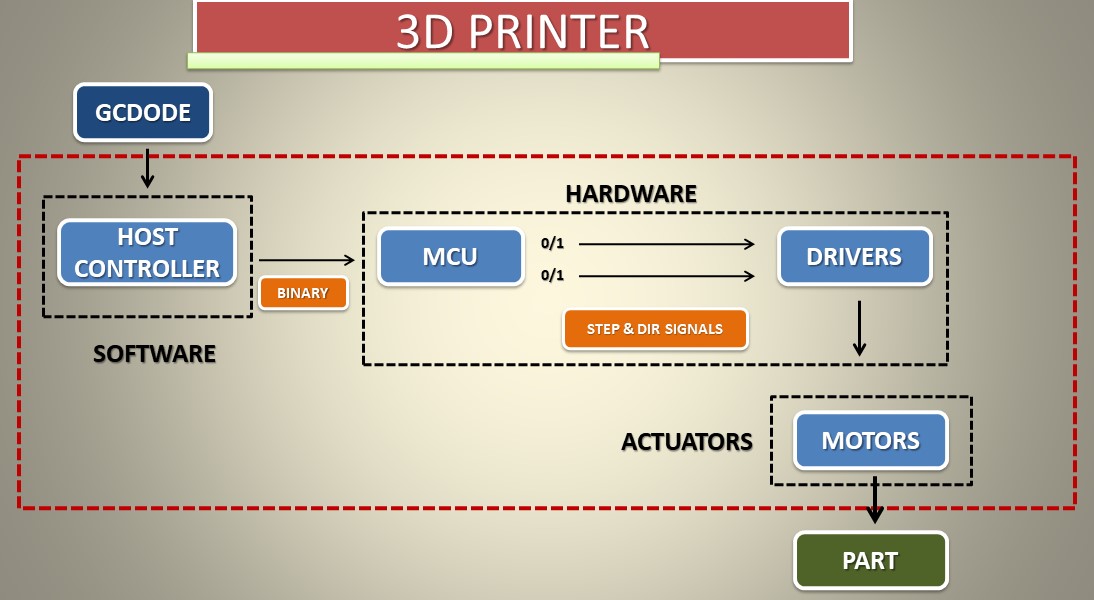 3D PRINTER
GCDODE
HARDWARE
HOST
CONTROLLER
MCU
0/1
0/1
DRIVERS
BINARY
STEP & DIR SIGNALS
SOFTWARE
ACTUATORS
MOTORS
PART